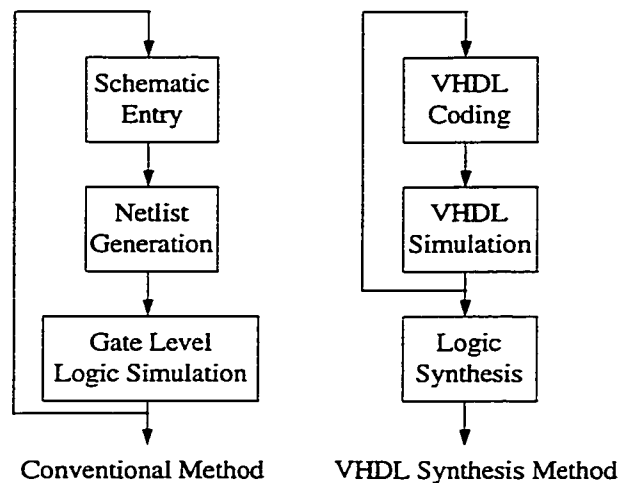 Schematic
Entry
Netlist
Generation
Gate Level
Logic Simulation
Conventional Method
VHDL
Coding
VHDL
Simulation
Logic
Synthesis
VHDL Synthesis Method